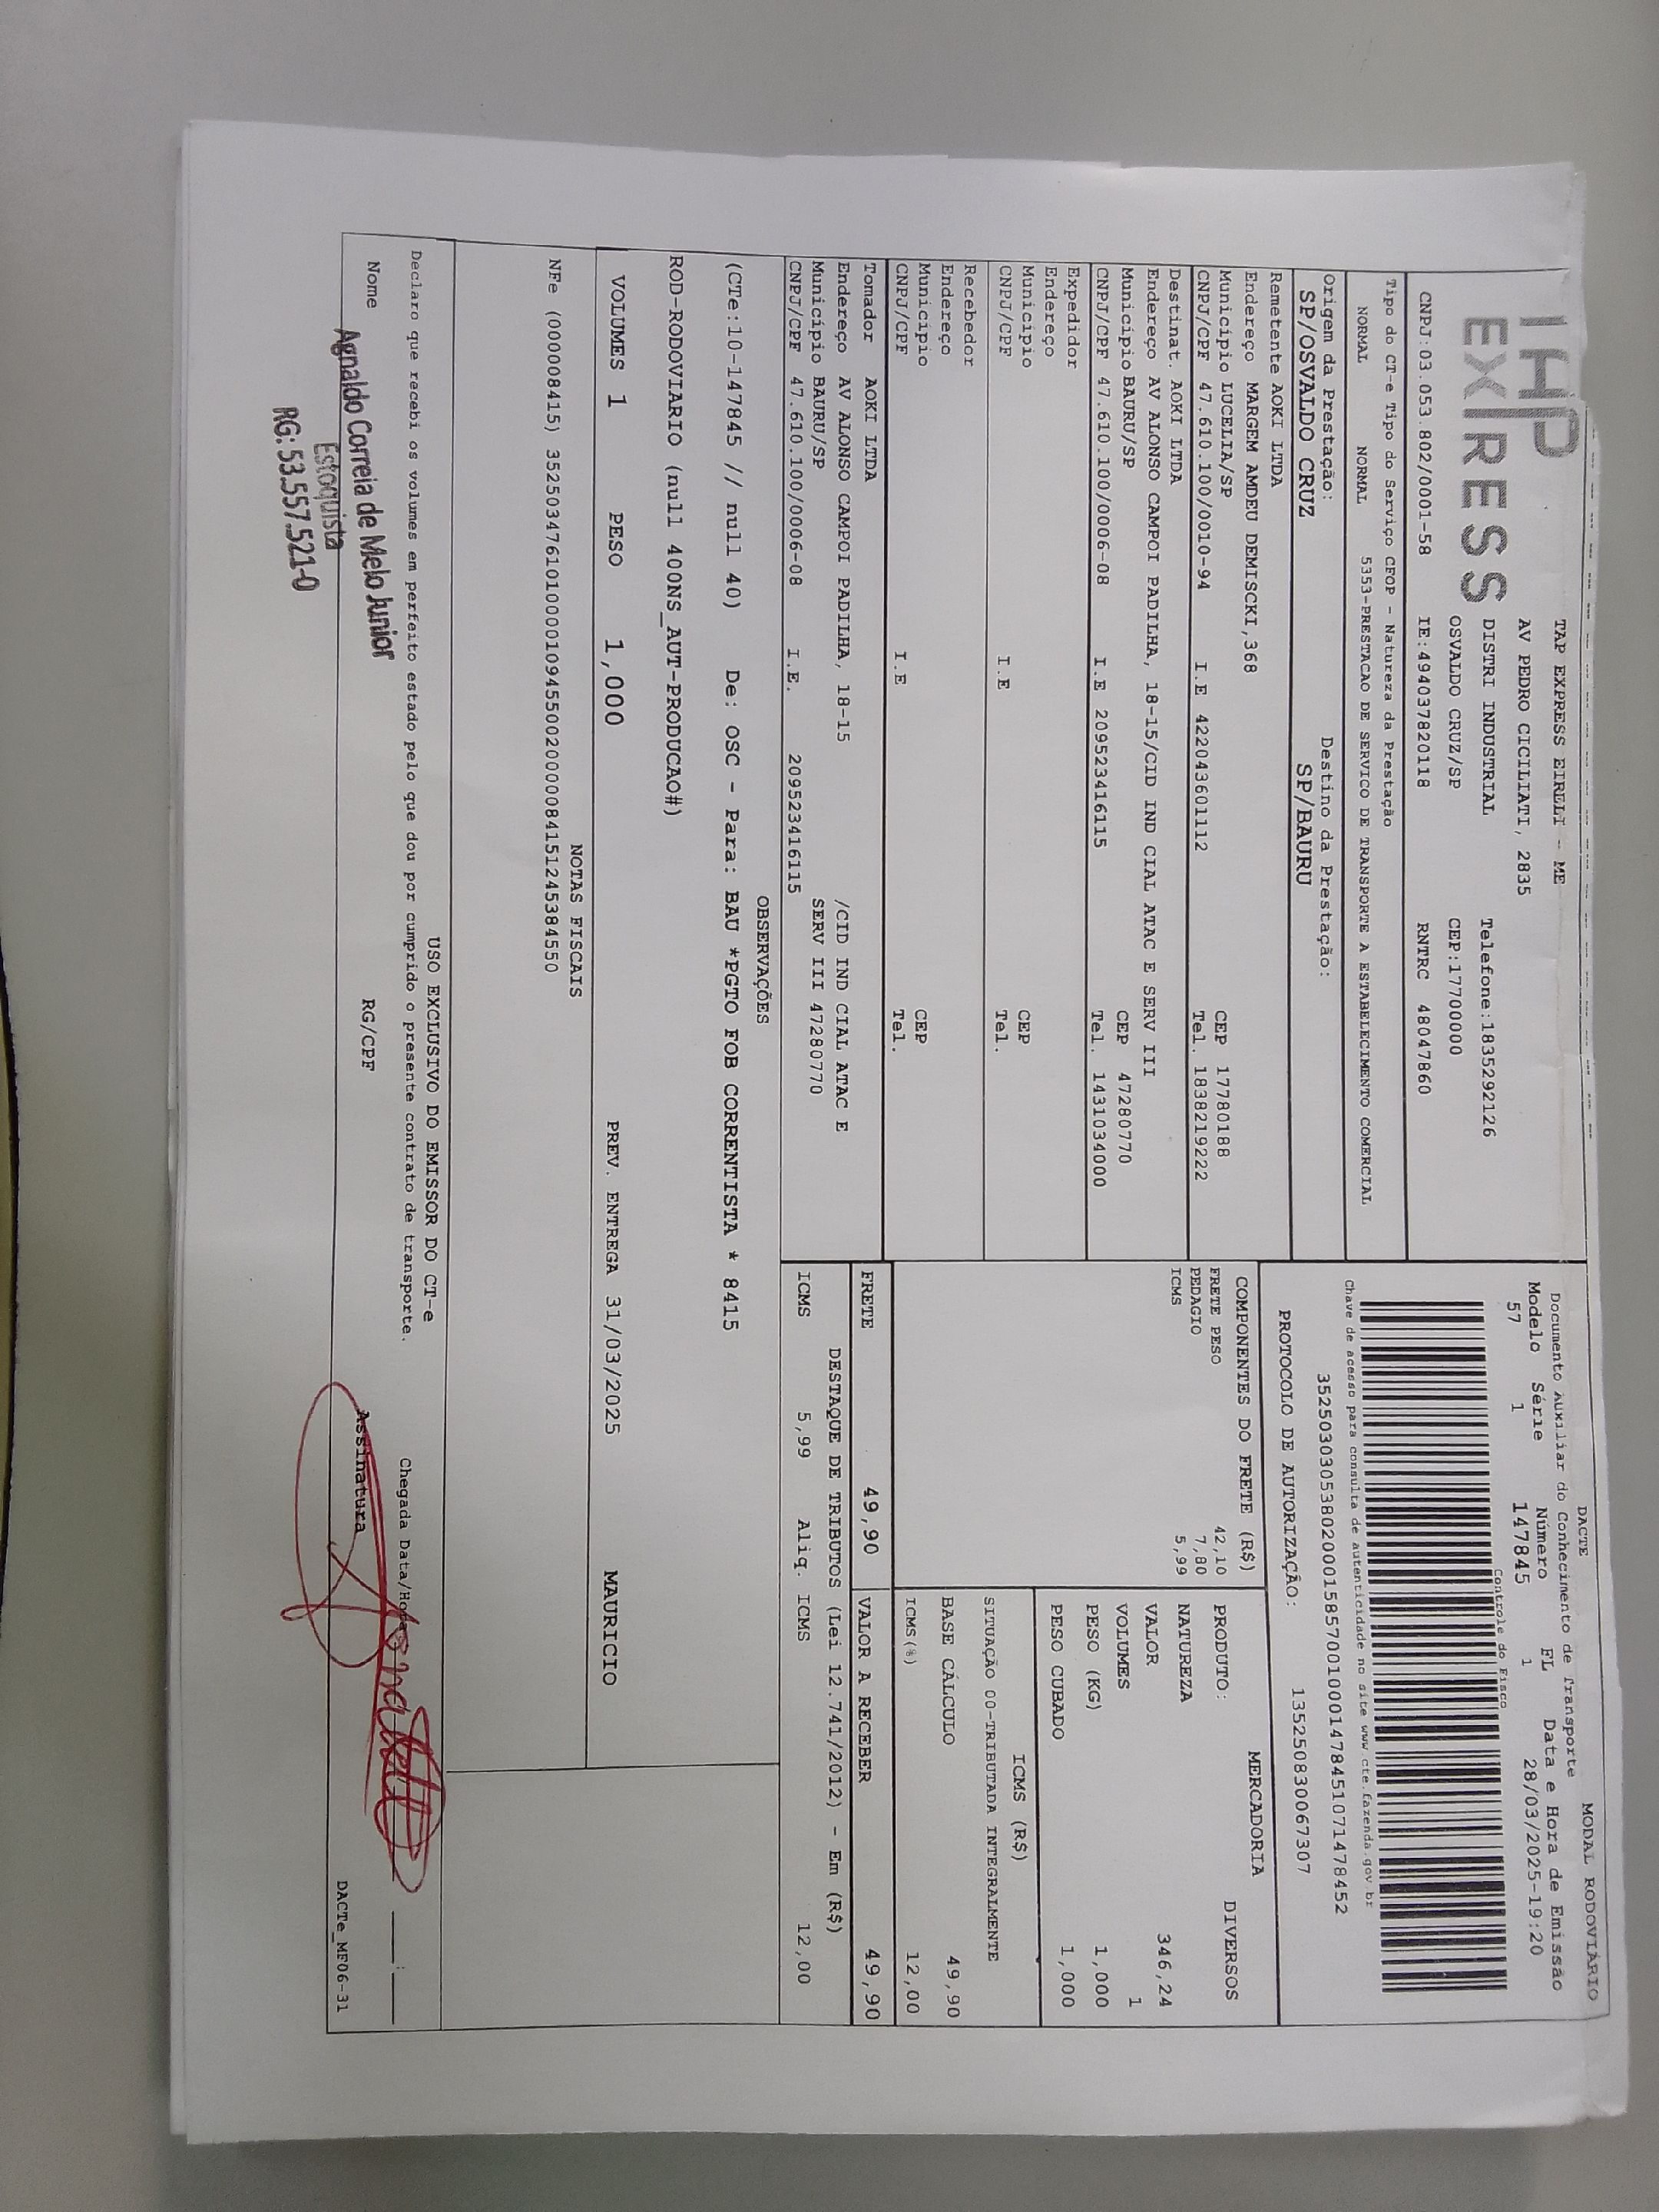 THP
EXPRESS
TAP EXPRESS EIRELI - ME
AV PEDRO CICILIATI, 2835
DISTRI INDUSTRIAL Telefone:1835292126
OSVALDO CRUZ/SP CEP:17700000
CNPJ:03.053.802/0001-58 IE:494037820118 RNTRC 48047860
DACTE MODAL RODOVIÁRIO
Documento Auxiliar do Conhecimento de Transporte
Modelo Série Número FL Data e Hora de Emissão
57 1 147845 1 28/03/2025-19:20
Controle do Fisco
Chave de acesso para consulta de autenticidade no site www.cte.fazenda.gov.br
35250303053802000158570010001478451071478452
PROTOCOLO DE AUTORIZAÇÃO: 135250830067307
Tipo do CT-e Tipo do Serviço CFOP - Natureza da Prestação
NORMAL NORMAL 5353-PRESTACAO DE SERVICO DE TRANSPORTE A ESTABELECIMENTO COMERCIAL
Origem da Prestação: Destino da Prestação:
SP/OSVALDO CRUZ SP/BAURU
Remetente AOKI LTDA
Endereço MARGEM AMDEU DEMISCKI,368
Município LUCELIA/SP CEP 17780188
CNPJ/CPF 47.610.100/0010-94 I.E 422043601112 Tel. 1838219222
Destinat. AOKI LTDA
Endereço AV ALONSO CAMPOI PADILHA, 18-15/CID IND CIAL ATAC E SERV III
Município BAURU/SP CEP 47280770
CNPJ/CPF 47.610.100/0006-08 I.E 209523416115 Tel. 1431034000
Expedidor
Endereço
Município CEP
CNPJ/CPF I.E Tel.
Recebedor
Endereço
Município CEP
CNPJ/CPF I.E Tel.
Tomador AOKI LTDA
Endereço AV ALONSO CAMPOI PADILHA, 18-15 /CID IND CIAL ATAC E
Município BAURU/SP SERV III 47280770
CNPJ/CPF 47.610.100/0006-08 I.E. 209523416115
COMPONENTES DO FRETE (R$)
FRETE PESO 42,10
PEDAGIO 7,80
ICMS 5,99
MERCADORIA
PRODUTO: DIVERSOS
NATUREZA
VALOR 346,24
VOLUMES 1
PESO (KG) 1,000
PESO CUBADO 1,000
ICMS (R$)
SITUAÇÃO 00-TRIBUTADA INTEGRALMENTE
BASE CÁLCULO 49,90
ICMS(%) 12,00
FRETE 49,90 VALOR A RECEBER 49,90
DESTAQUE DE TRIBUTOS (Lei 12.741/2012) - Em (R$)
ICMS 5,99 Aliq. ICMS 12,00
OBSERVAÇÕES
(CTe:10-147845 // null 40) De: OSC - Para: BAU *PGTO FOB CORRENTISTA * 8415
ROD-RODOVIARIO (null 400NS_AUT-PRODUCAO#)
VOLUMES 1 PESO 1,000 PREV. ENTREGA 31/03/2025 MAURICIO
NOTAS FISCAIS
NFe (000008415) 35250347610100001094550020000084151245384550
USO EXCLUSIVO DO EMISSOR DO CT-e
Declaro que recebi os volumes em perfeito estado pelo que dou por cumprido o presente contrato de transporte. Chegada Data/Hora
Nome RG/CPF Assinatura
Agnaldo Correia de Melo Junior
Estoquista
RG: 53.557.521-0
DACTe_MF06-31